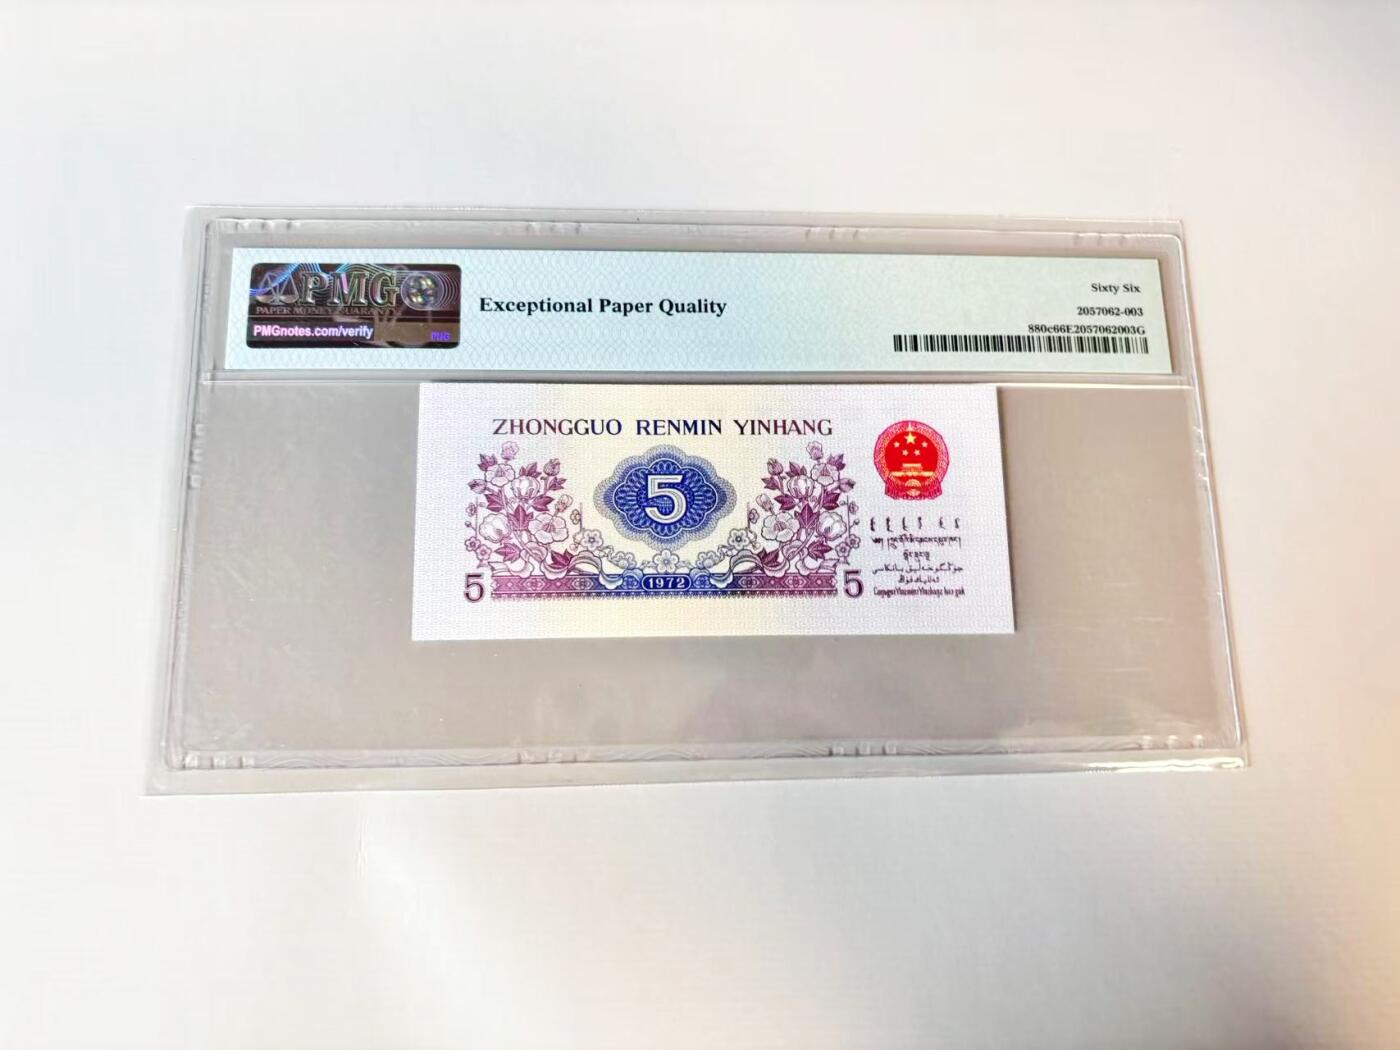 PMG
PAPER MONEY GUARANTY
PMGnotes.com/verify
PMG
Exceptional Paper Quality
Sixty Six
2057062-003
880c66E2057062003G
ZHONGGUO RENMIN YINHANG
5
5
1972
5